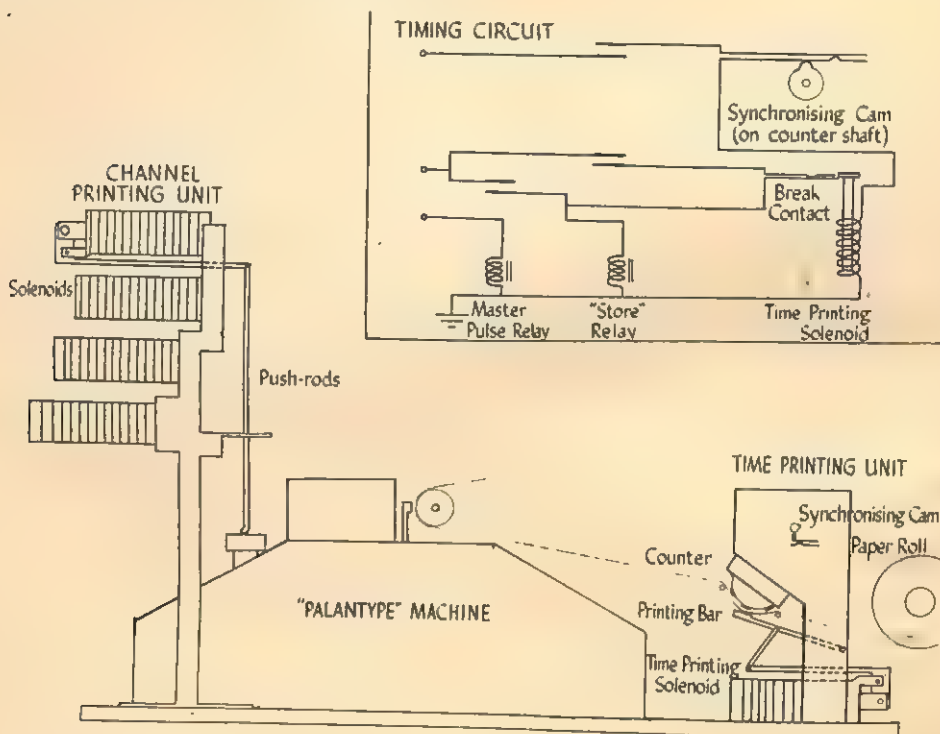 TIMING CIRCUIT
Synchronising Cam
(on counter shaft)
Break
Contact
Master
Pulse Relay
"Store"
Relay
Time Printing
Solenoid
CHANNEL
PRINTING UNIT
Solenoids
Push-rods
"PALANTYPE" MACHINE
TIME PRINTING UNIT
Synchronising Cam
Paper Roll
Counter
Printing Bar
Time Printing
Solenoid